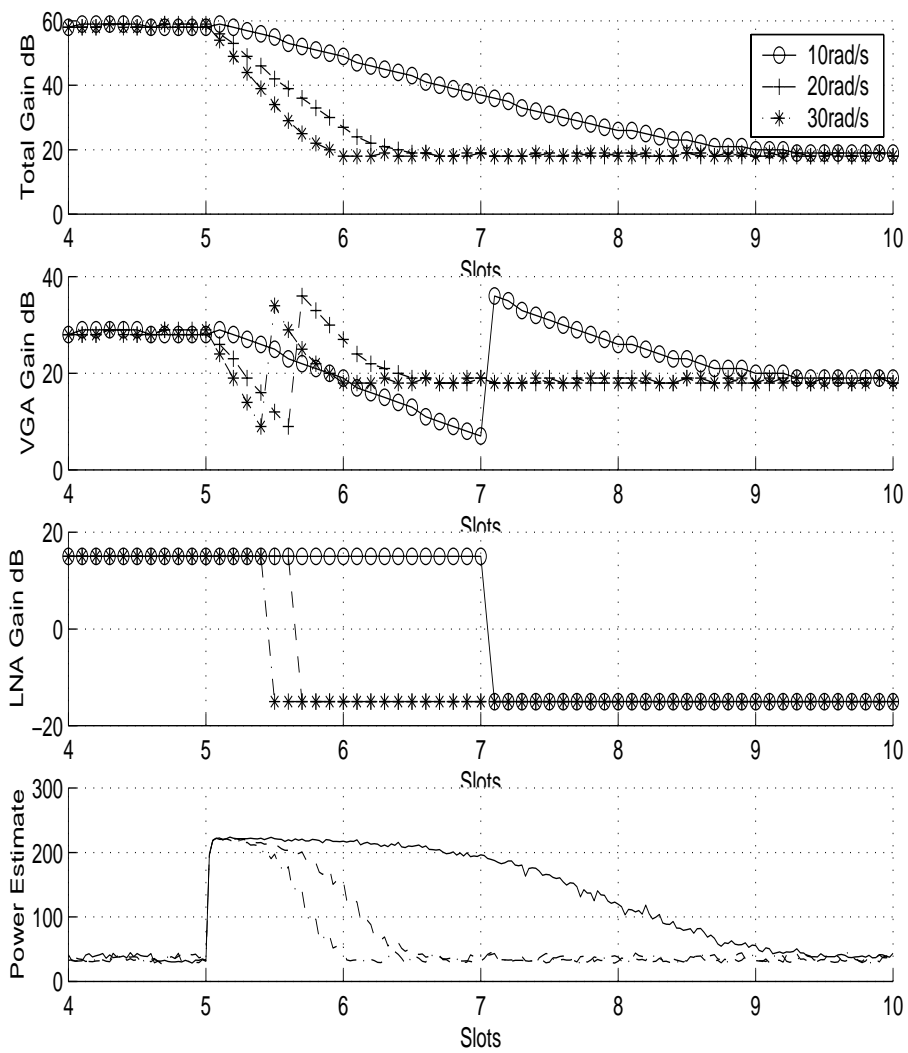 60
40
20
0
Total Gain dB
10rad/s
20rad/s
30rad/s
4 5 6 7 8 9 10
Slots
40
20
0
VGA Gain dB
4 5 6 7 8 9 10
Slots
20
0
−20
LNA Gain dB
4 5 6 7 8 9 10
Slots
300
200
100
0
Power Estimate
4 5 6 7 8 9 10
Slots